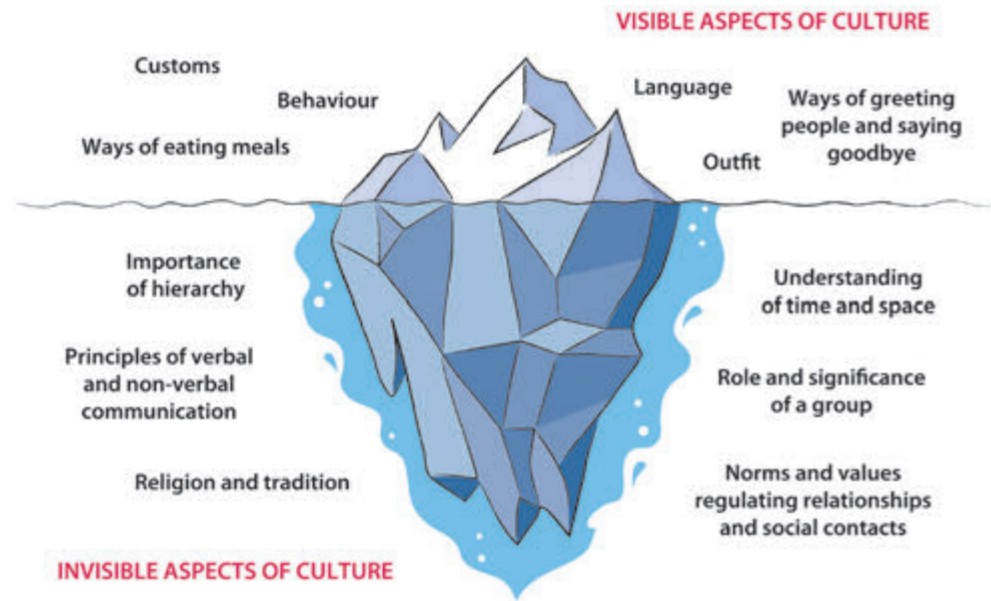 VISIBLE ASPECTS OF CULTURE
Customs
Behaviour
Ways of eating meals
Language
Ways of greeting
people and saying
goodbye
Outfit
Importance
of hierarchy
Principles of verbal
and non-verbal
communication
Religion and tradition
Understanding
of time and space
Role and significance
of a group
Norms and values
regulating relationships
and social contacts
INVISIBLE ASPECTS OF CULTURE